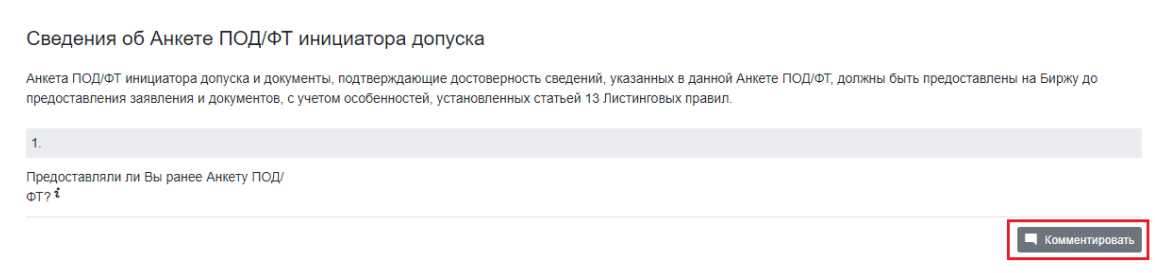 Сведения об Анкете ПОД/ФТ инициатора допуска
Анкета ПОД/ФТ инициатора допуска и документы, подтверждающие достоверность сведений, указанных в данной Анкете ПОД/ФТ, должны быть предоставлены на Биржу до
предоставления заявления и документов, с учетом особенностей, установленных статьей 13 Листинговых правил.
1.
Предоставляли ли Вы ранее Анкету ПОД/
ФТ? i
Комментировать